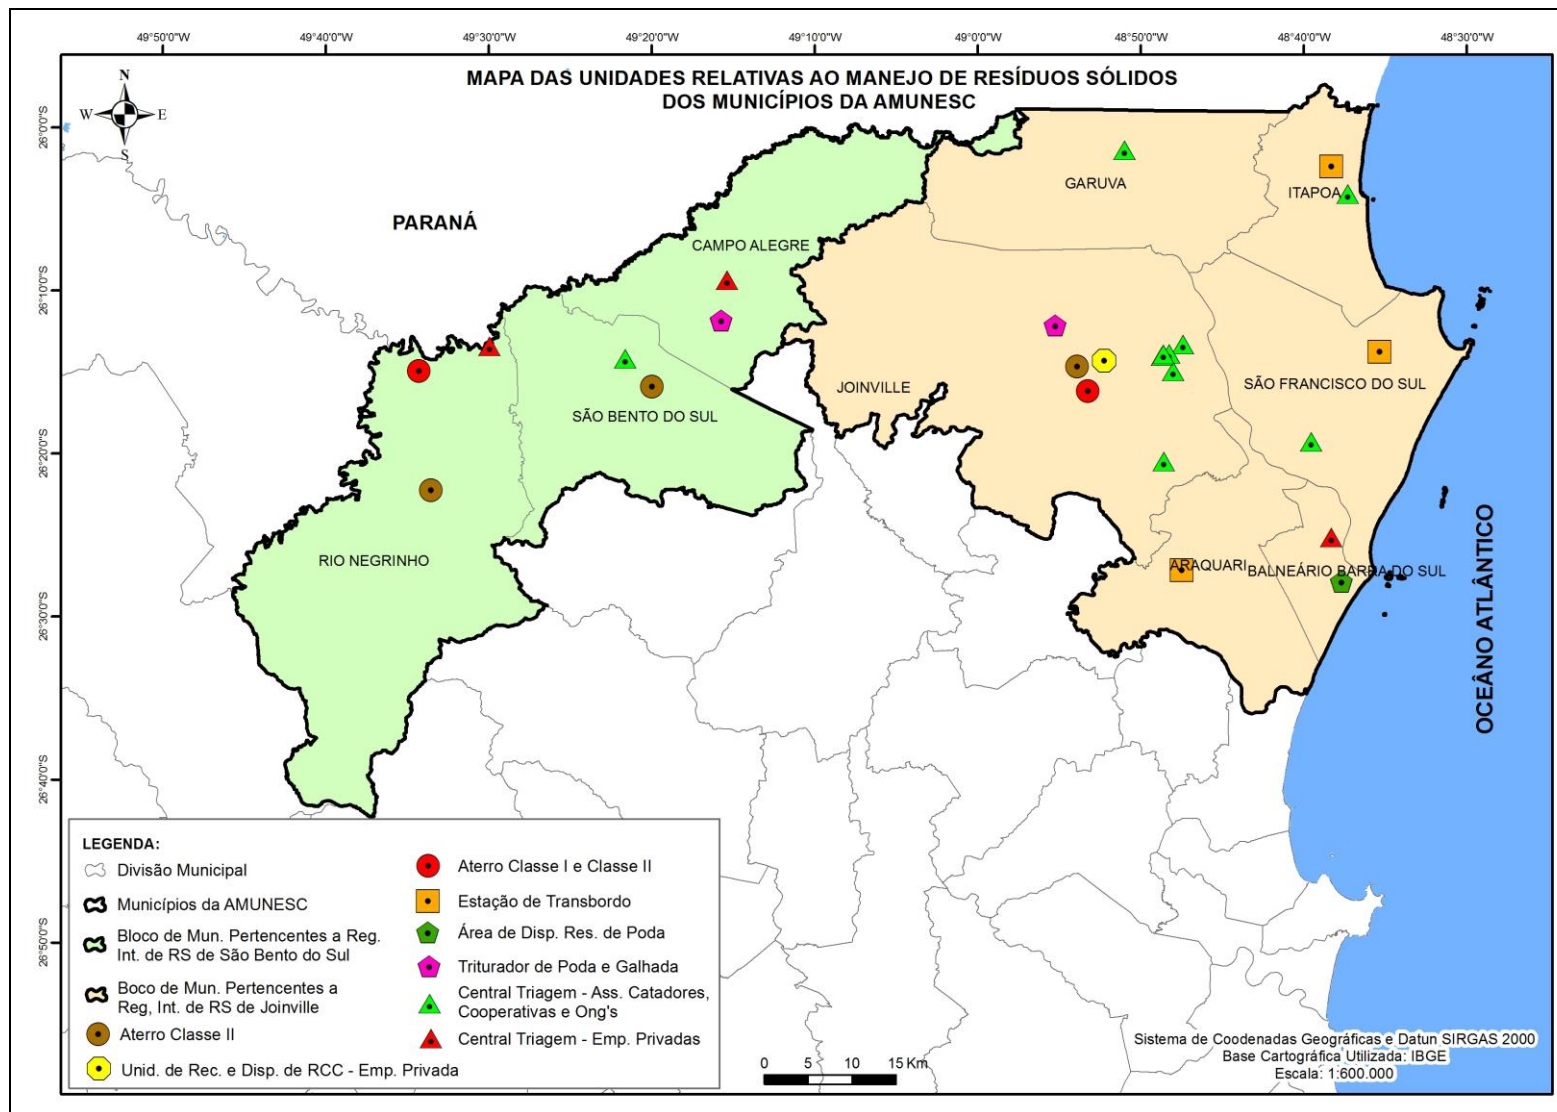 49°50'0"W 49°40'0"W 49°30'0"W 49°20'0"W 49°10'0"W 49°0'0"W 48°50'0"W 48°40'0"W 48°30'0"W
MAPA DAS UNIDADES RELATIVAS AO MANEJO DE RESÍDUOS SÓLIDOS
DOS MUNICÍPIOS DA AMUNESC
N
W E
S
26°0'0"S
26°10'0"S
26°20'0"S
26°30'0"S
26°40'0"S
26°50'0"S
PARANÁ
GARUVA
ITAPOA
CAMPO ALEGRE
JOINVILLE
SÃO FRANCISCO DO SUL
SÃO BENTO DO SUL
RIO NEGRINHO
ARAQUARI
BALNEÁRIO BARRA DO SUL
OCEÂNO ATLÂNTICO
LEGENDA:
Divisão Municipal
Municípios da AMUNESC
Bloco de Mun. Pertencentes a Reg.
Int. de RS de São Bento do Sul
Boco de Mun. Pertencentes a
Reg, Int. de RS de Joinville
Aterro Classe II
Unid. de Rec. e Disp. de RCC - Emp. Privada
Aterro Classe I e Classe II
Estação de Transbordo
Área de Disp. Res. de Poda
Triturador de Poda e Galhada
Central Triagem - Ass. Catadores,
Cooperativas e Ong's
Central Triagem - Emp. Privadas
0 5 10 15 Km
Sistema de Coodenadas Geográficas e Datun SIRGAS 2000
Base Cartográfica Utilizada: IBGE
Escala: 1:600.000